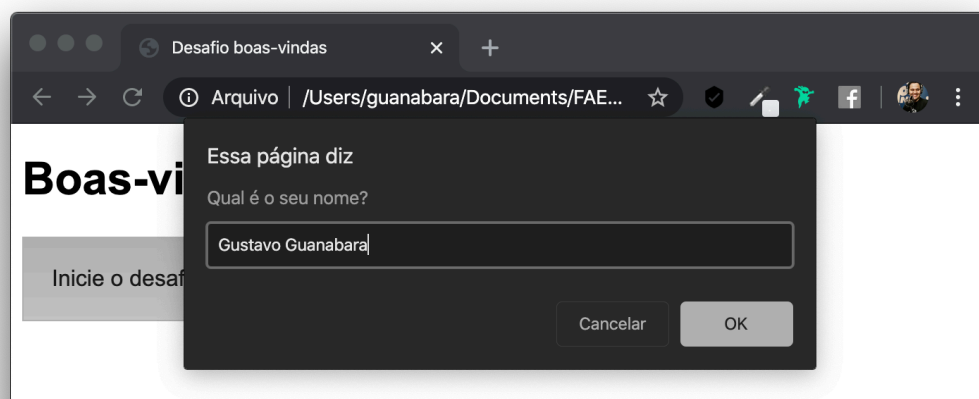 Desafio boas-vindas
Arquivo | /Users/guanabara/Documents/FAE...
Essa página diz
Boas-vi
Qual é o seu nome?
Gustavo Guanabara
Inicie o desaf
Cancelar OK